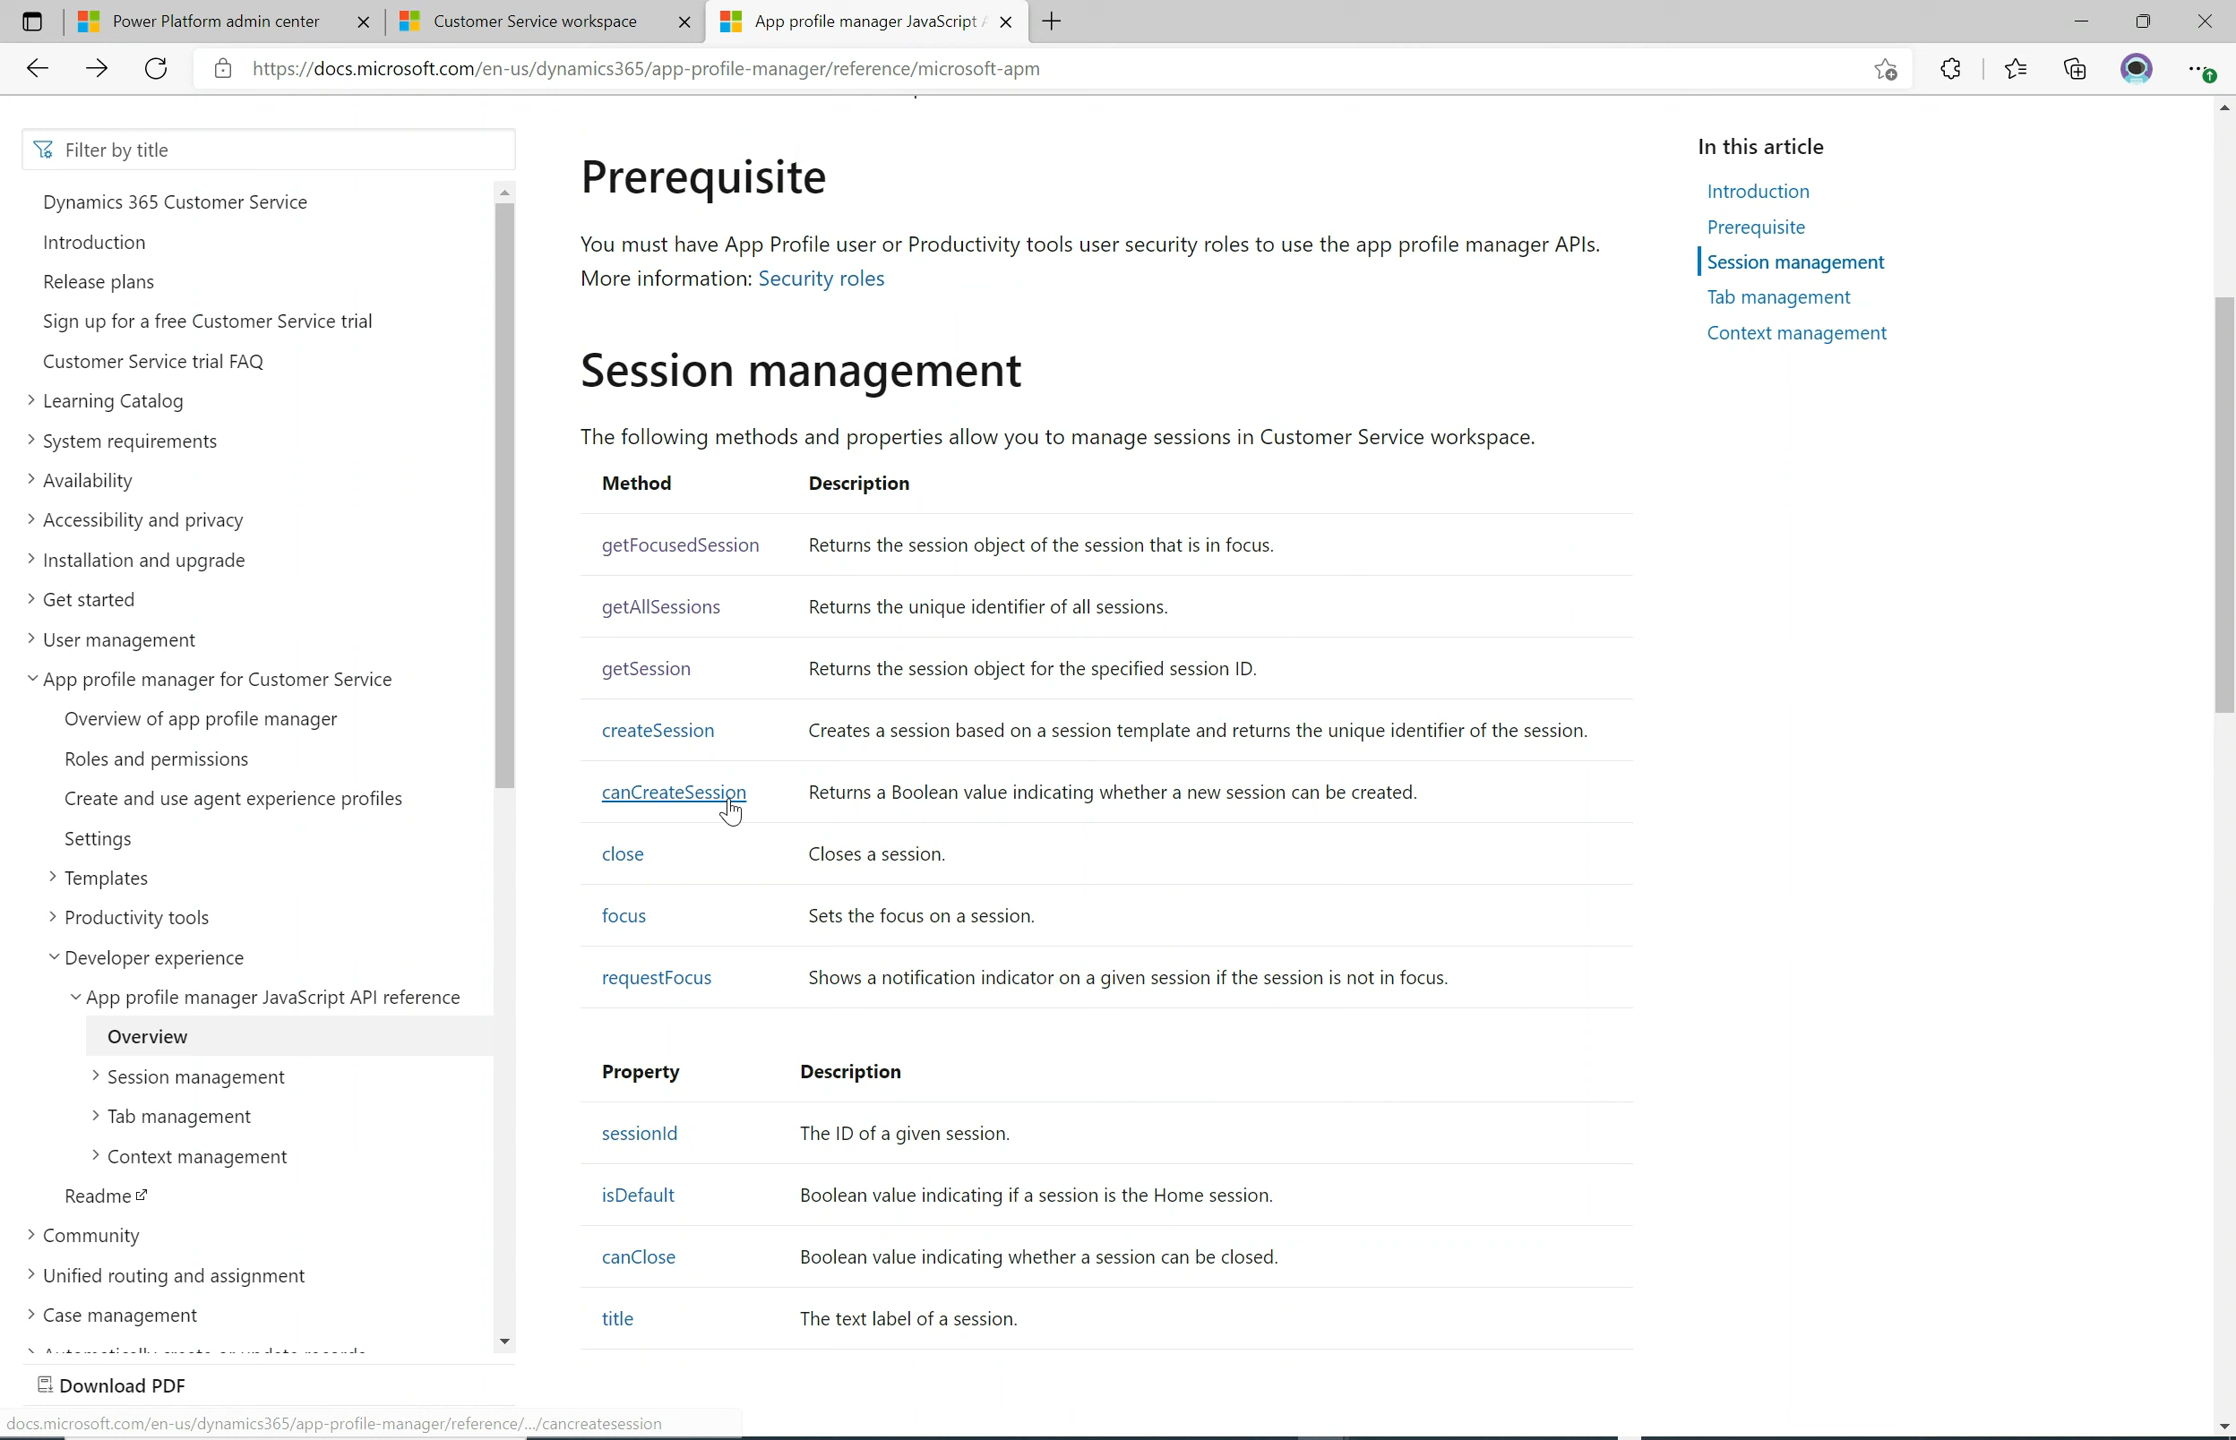 Power Platform admin center
Customer Service workspace
App profile manager JavaScript
https://docs.microsoft.com/en-us/dynamics365/app-profile-manager/reference/microsoft-apm
Filter by title
Dynamics 365 Customer Service
Introduction
Release plans
Sign up for a free Customer Service trial
Customer Service trial FAQ
Learning Catalog
System requirements
Availability
Accessibility and privacy
Installation and upgrade
Get started
User management
App profile manager for Customer Service
Overview of app profile manager
Roles and permissions
Create and use agent experience profiles
Settings
Templates
Productivity tools
Developer experience
App profile manager JavaScript API reference
Overview
Session management
Tab management
Context management
Readme
Community
Unified routing and assignment
Case management
Download PDF
docs.microsoft.com/en-us/dynamics365/app-profile-manager/reference/.../cancreatesession
Prerequisite
You must have App Profile user or Productivity tools user security roles to use the app profile manager APIs.
More information: Security roles
Session management
The following methods and properties allow you to manage sessions in Customer Service workspace.
Method Description
getFocusedSession Returns the session object of the session that is in focus.
getAllSessions Returns the unique identifier of all sessions.
getSession Returns the session object for the specified session ID.
createSession Creates a session based on a session template and returns the unique identifier of the session.
canCreateSession Returns a Boolean value indicating whether a new session can be created.
close Closes a session.
focus Sets the focus on a session.
requestFocus Shows a notification indicator on a given session if the session is not in focus.
Property Description
sessionId The ID of a given session.
isDefault Boolean value indicating if a session is the Home session.
canClose Boolean value indicating whether a session can be closed.
title The text label of a session.
In this article
Introduction
Prerequisite
Session management
Tab management
Context management